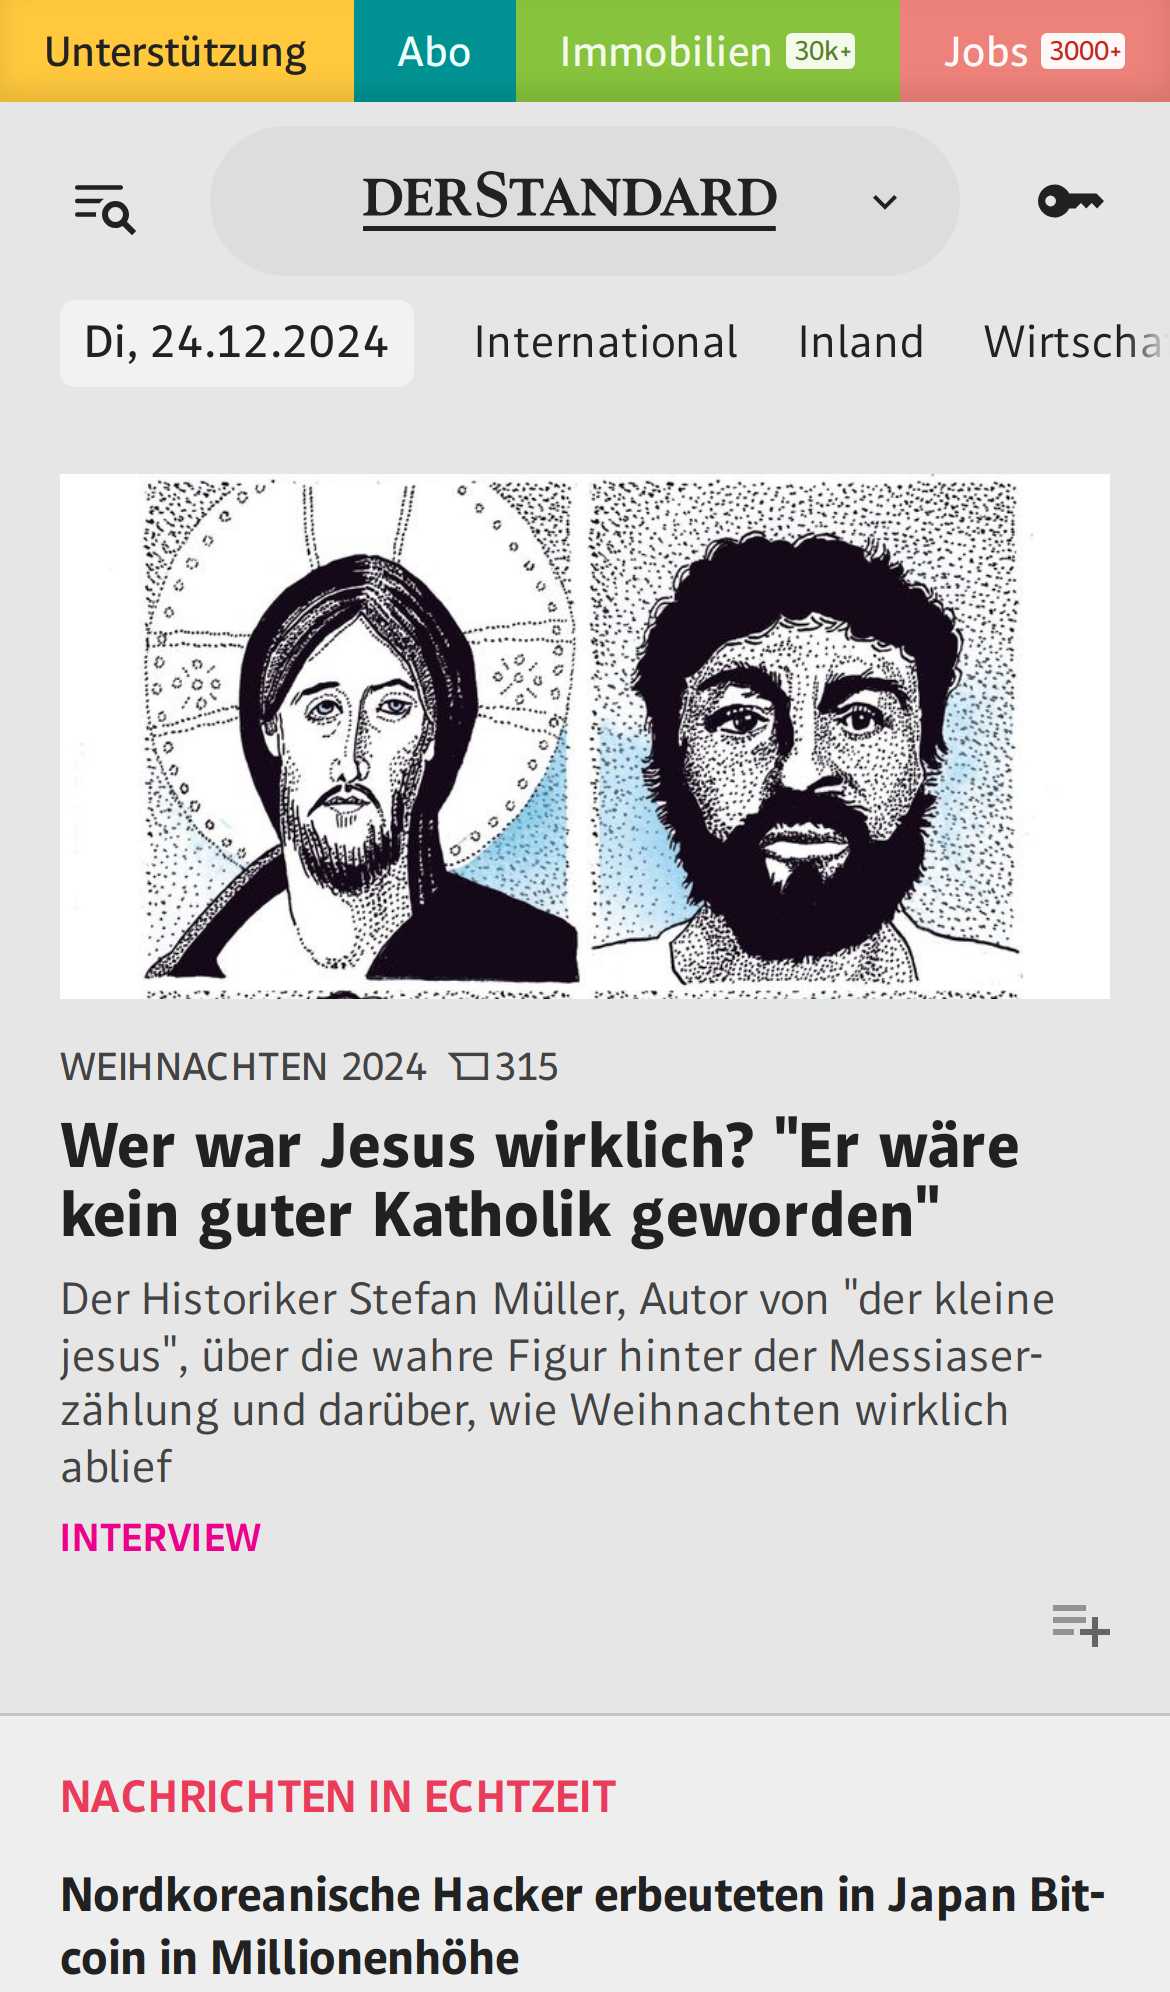 Unterstützung Abo Immobilien 30k+ Jobs 3000+
DERSTANDARD
Di, 24.12.2024 International Inland Wirtscha
WEIHNACHTEN 2024 315
Wer war Jesus wirklich? "Er wäre
kein guter Katholik geworden"
Der Historiker Stefan Müller, Autor von "der kleine
jesus", über die wahre Figur hinter der Messiaser-
zählung und darüber, wie Weihnachten wirklich
ablief
INTERVIEW
NACHRICHTEN IN ECHTZEIT
Nordkoreanische Hacker erbeuteten in Japan Bit-
coin in Millionenhöhe